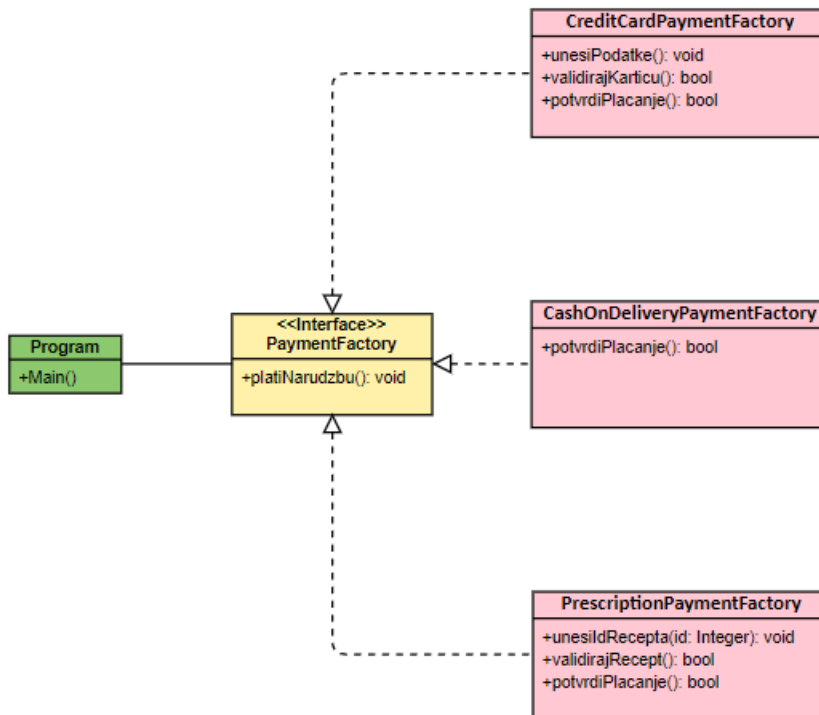 CreditCardPaymentFactory
+unesiPodatke(): void
+validirajKarticu(): bool
+potvrdiPlacanje(): bool
<<Interface>>
PaymentFactory
+platiNarudzbu(): void
Program
+Main()
CashOnDeliveryPaymentFactory
+potvrdiPlacanje(): bool
PrescriptionPaymentFactory
+unesiIdRecepta(id: Integer): void
+validirajRecept(): bool
+potvrdiPlacanje(): bool